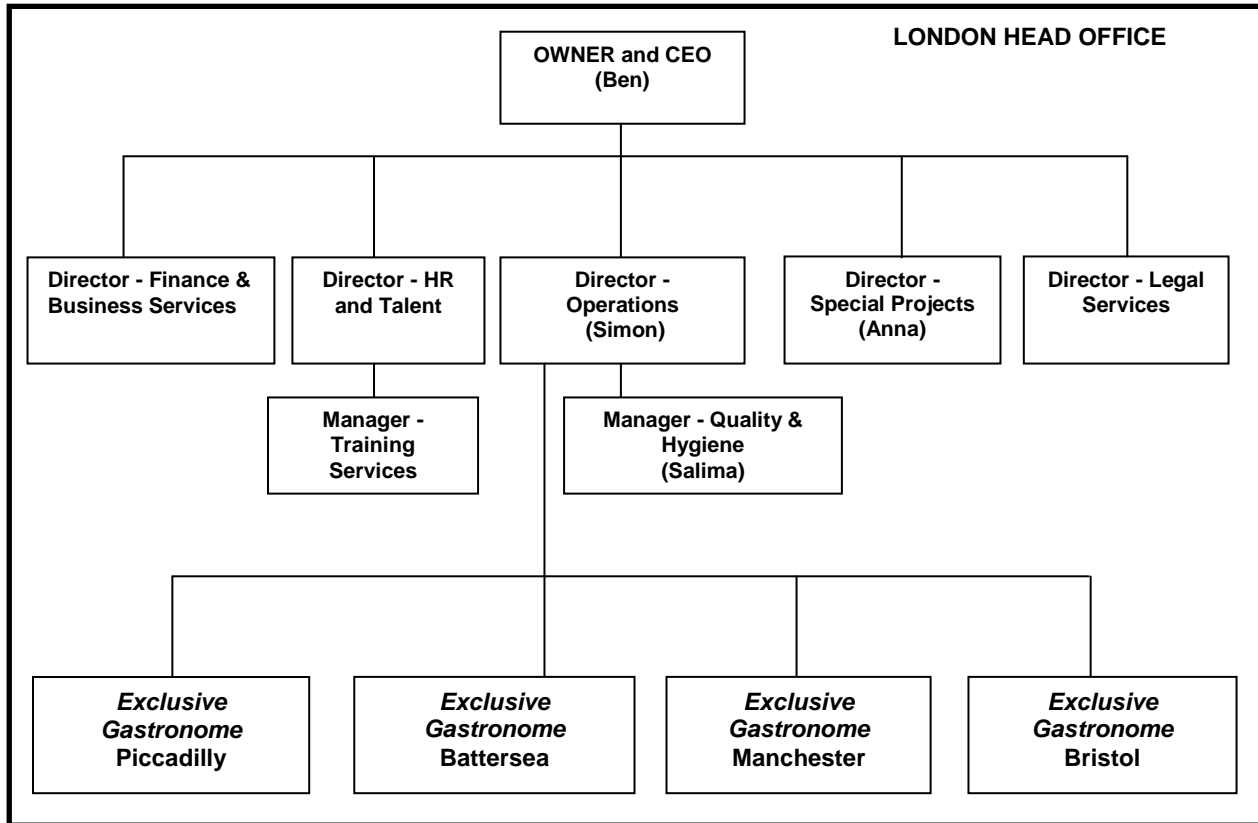 LONDON HEAD OFFICE
OWNER and CEO
(Ben)
Director - Finance &
Business Services
Director - HR
and Talent
Director -
Operations
(Simon)
Director -
Special Projects
(Anna)
Director - Legal
Services
Manager -
Training
Services
Manager - Quality &
Hygiene
(Salima)
Exclusive
Gastronome
Piccadilly
Exclusive
Gastronome
Battersea
Exclusive
Gastronome
Manchester
Exclusive
Gastronome
Bristol